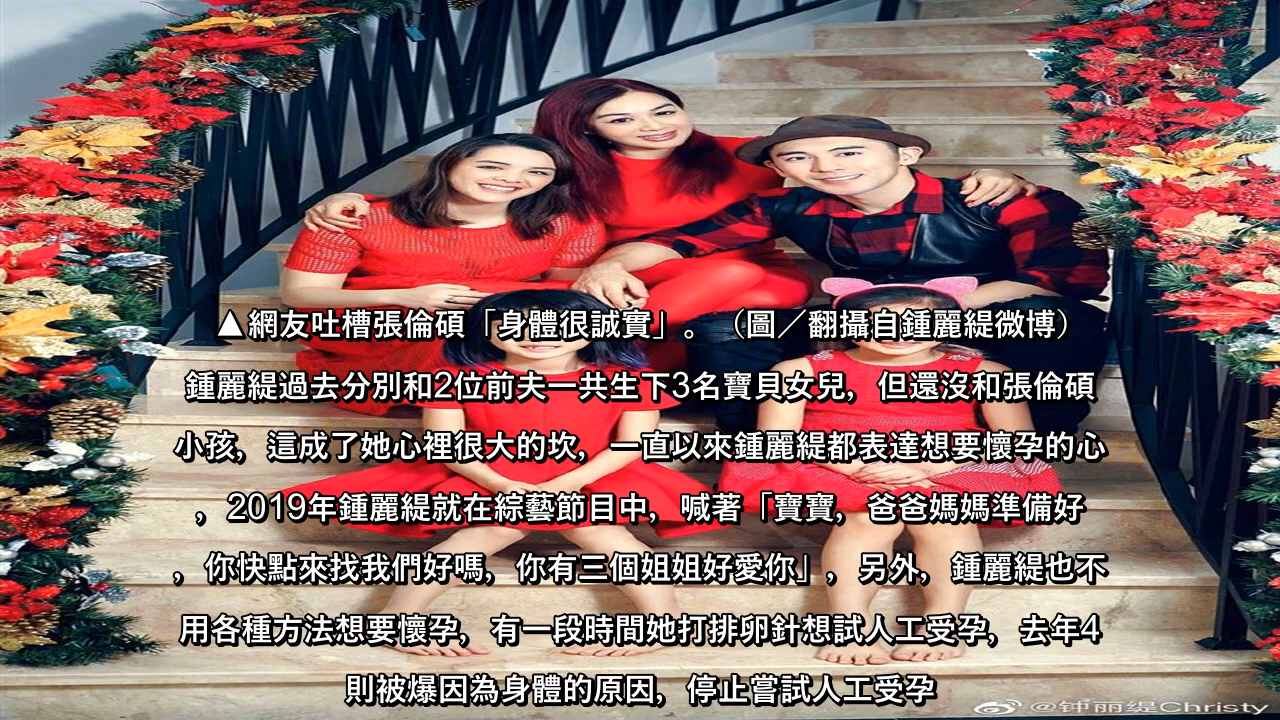 ▲網友吐槽張倫碩「身體很誠實」。（圖／翻攝自鍾麗緹微博）
鍾麗緹過去分別和2位前夫一共生下3名寶貝女兒，但還沒和張倫碩
小孩，這成了她心裡很大的坎，一直以來鍾麗緹都表達想要懷孕的心
，2019年鍾麗緹就在綜藝節目中，喊著「寶寶，爸爸媽媽準備好
，你快點來找我們好嗎，你有三個姐姐好愛你」，另外，鍾麗緹也不
用各種方法想要懷孕，有一段時間她打排卵針想試人工受孕，去年4
則被爆因為身體的原因，停止嘗試人工受孕
@钟丽缇Christy